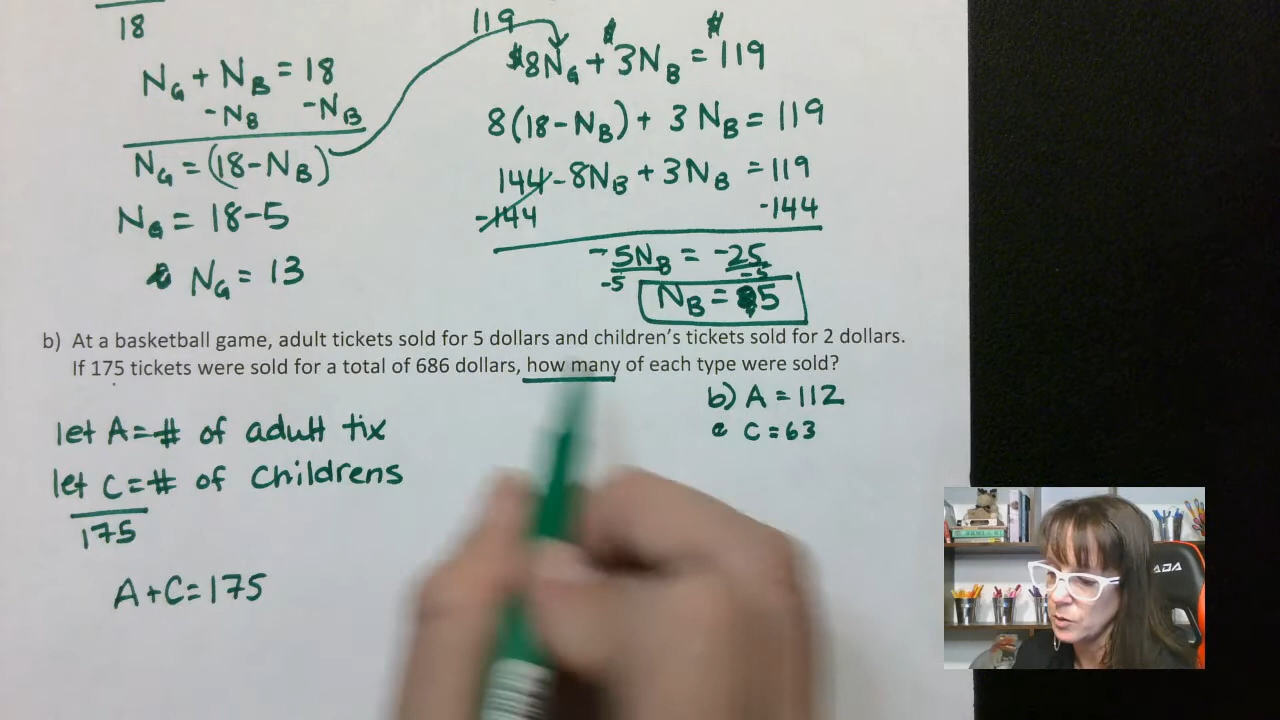 18
N_G + N_B = 18
-N_B -N_B
N_G = (18-N_B)
N_G = 18-5
N_G = 13
119
$8N_G + $3N_B = $119
8(18-N_B) + 3N_B = 119
144-8N_B + 3N_B = 119
-144 -144
-5N_B = -25
-5 -5
N_B = 5
b) At a basketball game, adult tickets sold for 5 dollars and children's tickets sold for 2 dollars.
If 175 tickets were sold for a total of 686 dollars, how many of each type were sold?
b) A = 112
C = 63
let A = # of adult tix
let C = # of Childrens
175
A+C=175
ADA